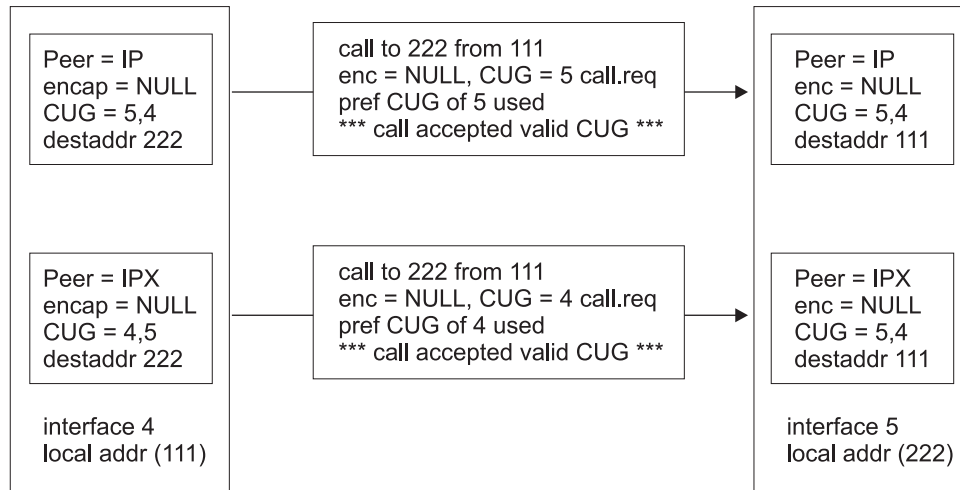 Peer = IP
encap = NULL
CUG = 5,4
destaddr 222
call to 222 from 111
enc = NULL, CUG = 5 call.req
pref CUG of 5 used
*** call accepted valid CUG ***
Peer = IP
enc = NULL
CUG = 5,4
destaddr 111
Peer = IPX
encap = NULL
CUG = 4,5
destaddr 222
call to 222 from 111
enc = NULL, CUG = 4 call.req
pref CUG of 4 used
*** call accepted valid CUG ***
Peer = IPX
enc = NULL
CUG = 5,4
destaddr 111
interface 4
local addr (111)
interface 5
local addr (222)